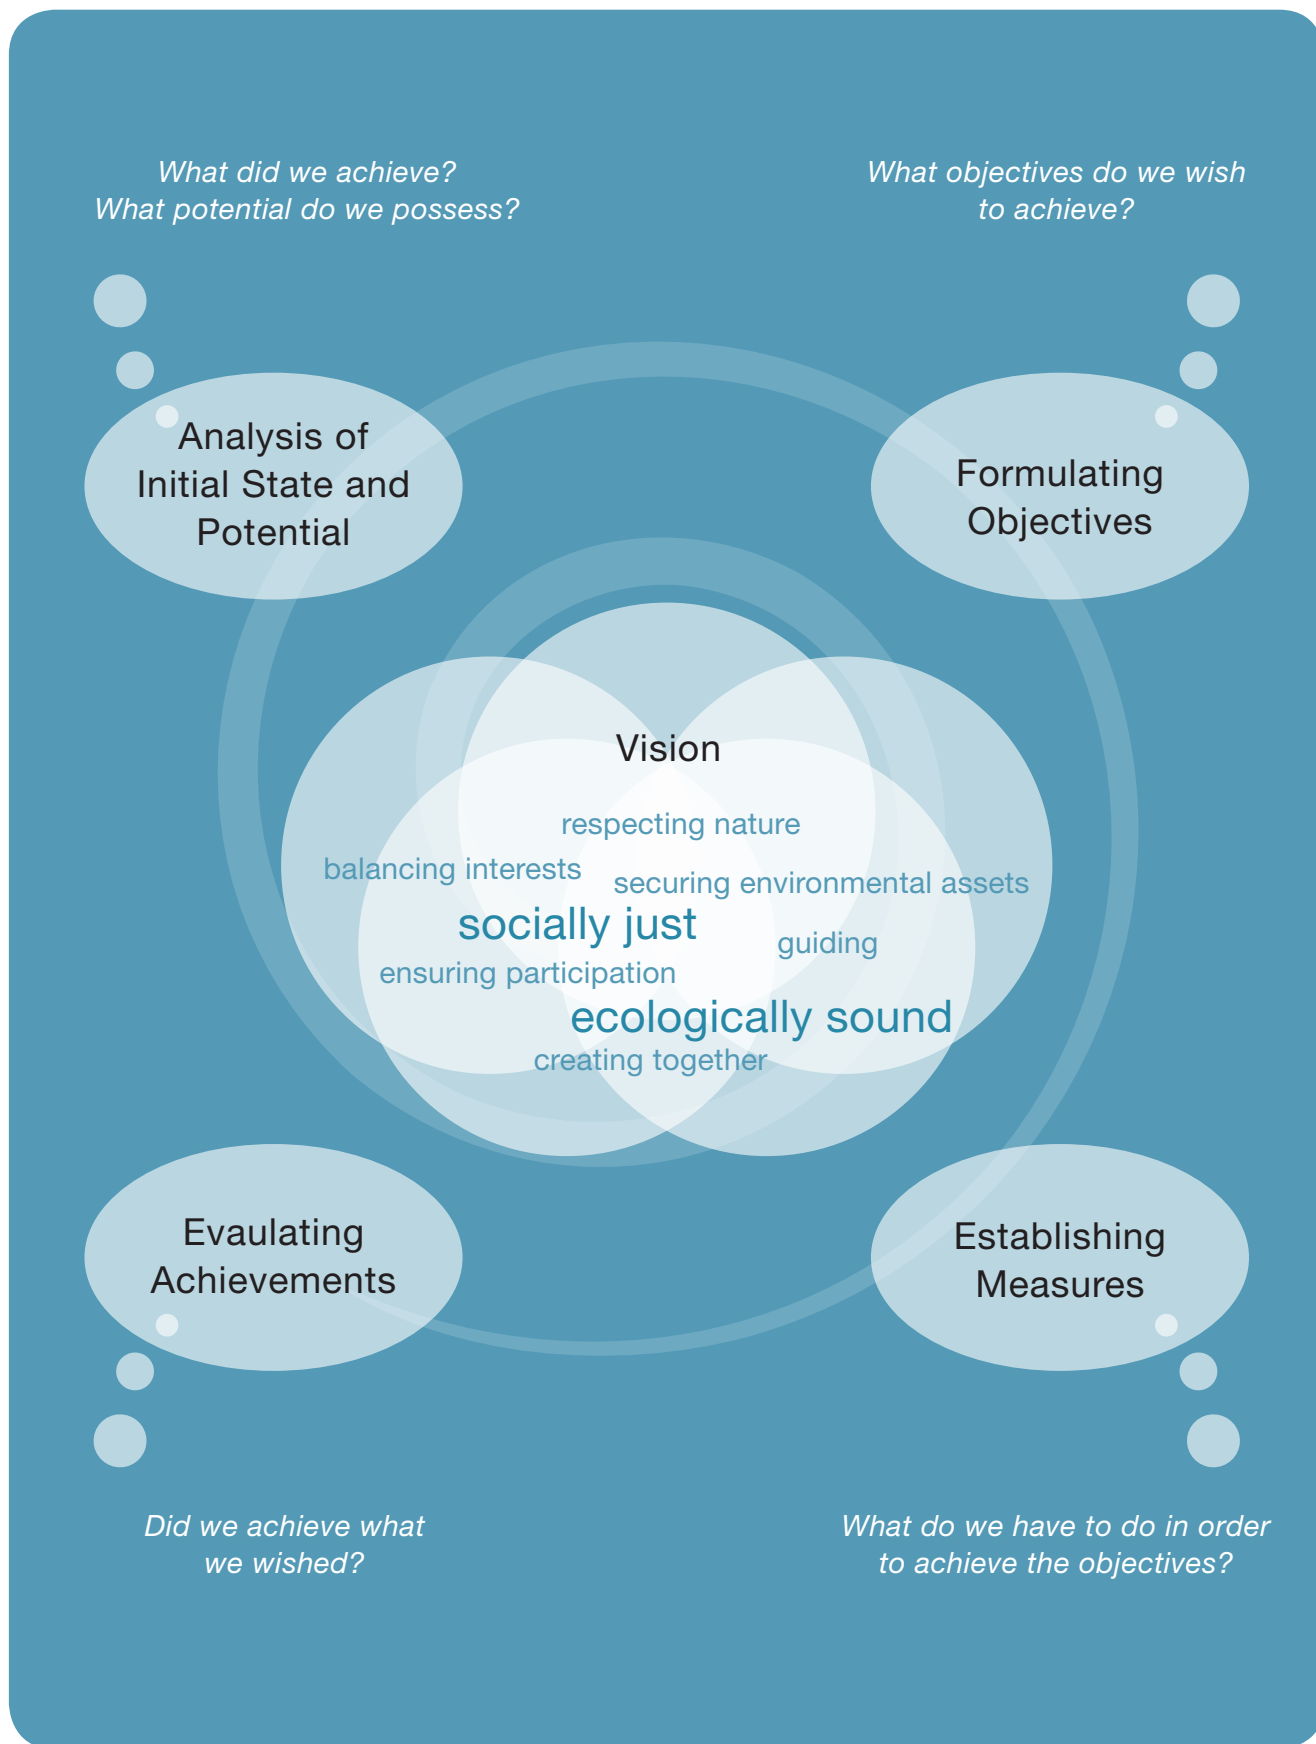 What did we achieve?
What potential do we possess?
What objectives do we wish
to achieve?
Analysis of
Initial State and
Potential
Formulating
Objectives
Vision
respecting nature
balancing interests
securing environmental assets
socially just
guiding
ensuring participation
ecologically sound
creating together
Evaulating
Achievements
Establishing
Measures
Did we achieve what
we wished?
What do we have to do in order
to achieve the objectives?